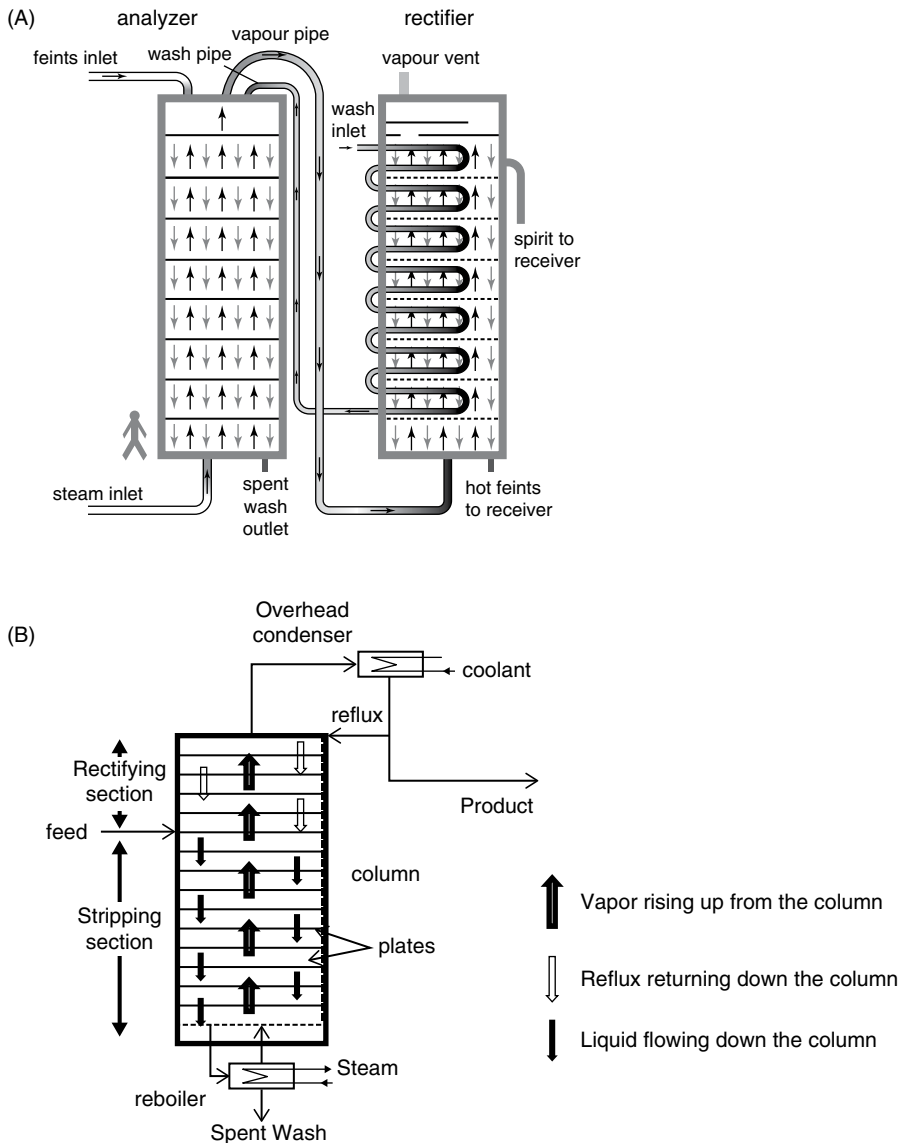 (A)
analyzer
rectifier
vapour pipe
feints inlet
wash pipe
vapour vent
wash
inlet
spirit to
receiver
steam inlet
spent
wash
outlet
hot feints
to receiver
(B)
Overhead
condenser
coolant
reflux
Rectifying
section
Product
feed
column
Stripping
section
plates
Vapor rising up from the column
Reflux returning down the column
Liquid flowing down the column
Steam
reboiler
Spent Wash